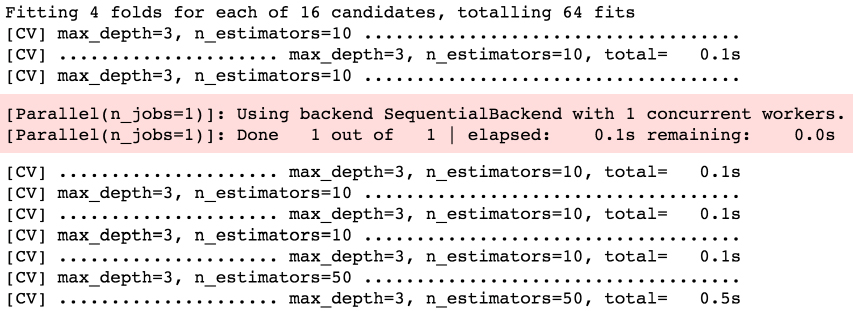 Fitting 4 folds for each of 16 candidates, totalling 64 fits
[CV] max_depth=3, n_estimators=10 ....................................
[CV] ..................... max_depth=3, n_estimators=10, total=   0.1s
[CV] max_depth=3, n_estimators=10 ....................................
[Parallel(n_jobs=1)]: Using backend SequentialBackend with 1 concurrent workers.
[Parallel(n_jobs=1)]: Done   1 out of   1 | elapsed:    0.1s remaining:    0.0s
[CV] ..................... max_depth=3, n_estimators=10, total=   0.1s
[CV] max_depth=3, n_estimators=10 ....................................
[CV] ..................... max_depth=3, n_estimators=10, total=   0.1s
[CV] max_depth=3, n_estimators=10 ....................................
[CV] ..................... max_depth=3, n_estimators=10, total=   0.1s
[CV] max_depth=3, n_estimators=50 ....................................
[CV] ..................... max_depth=3, n_estimators=50, total=   0.5s